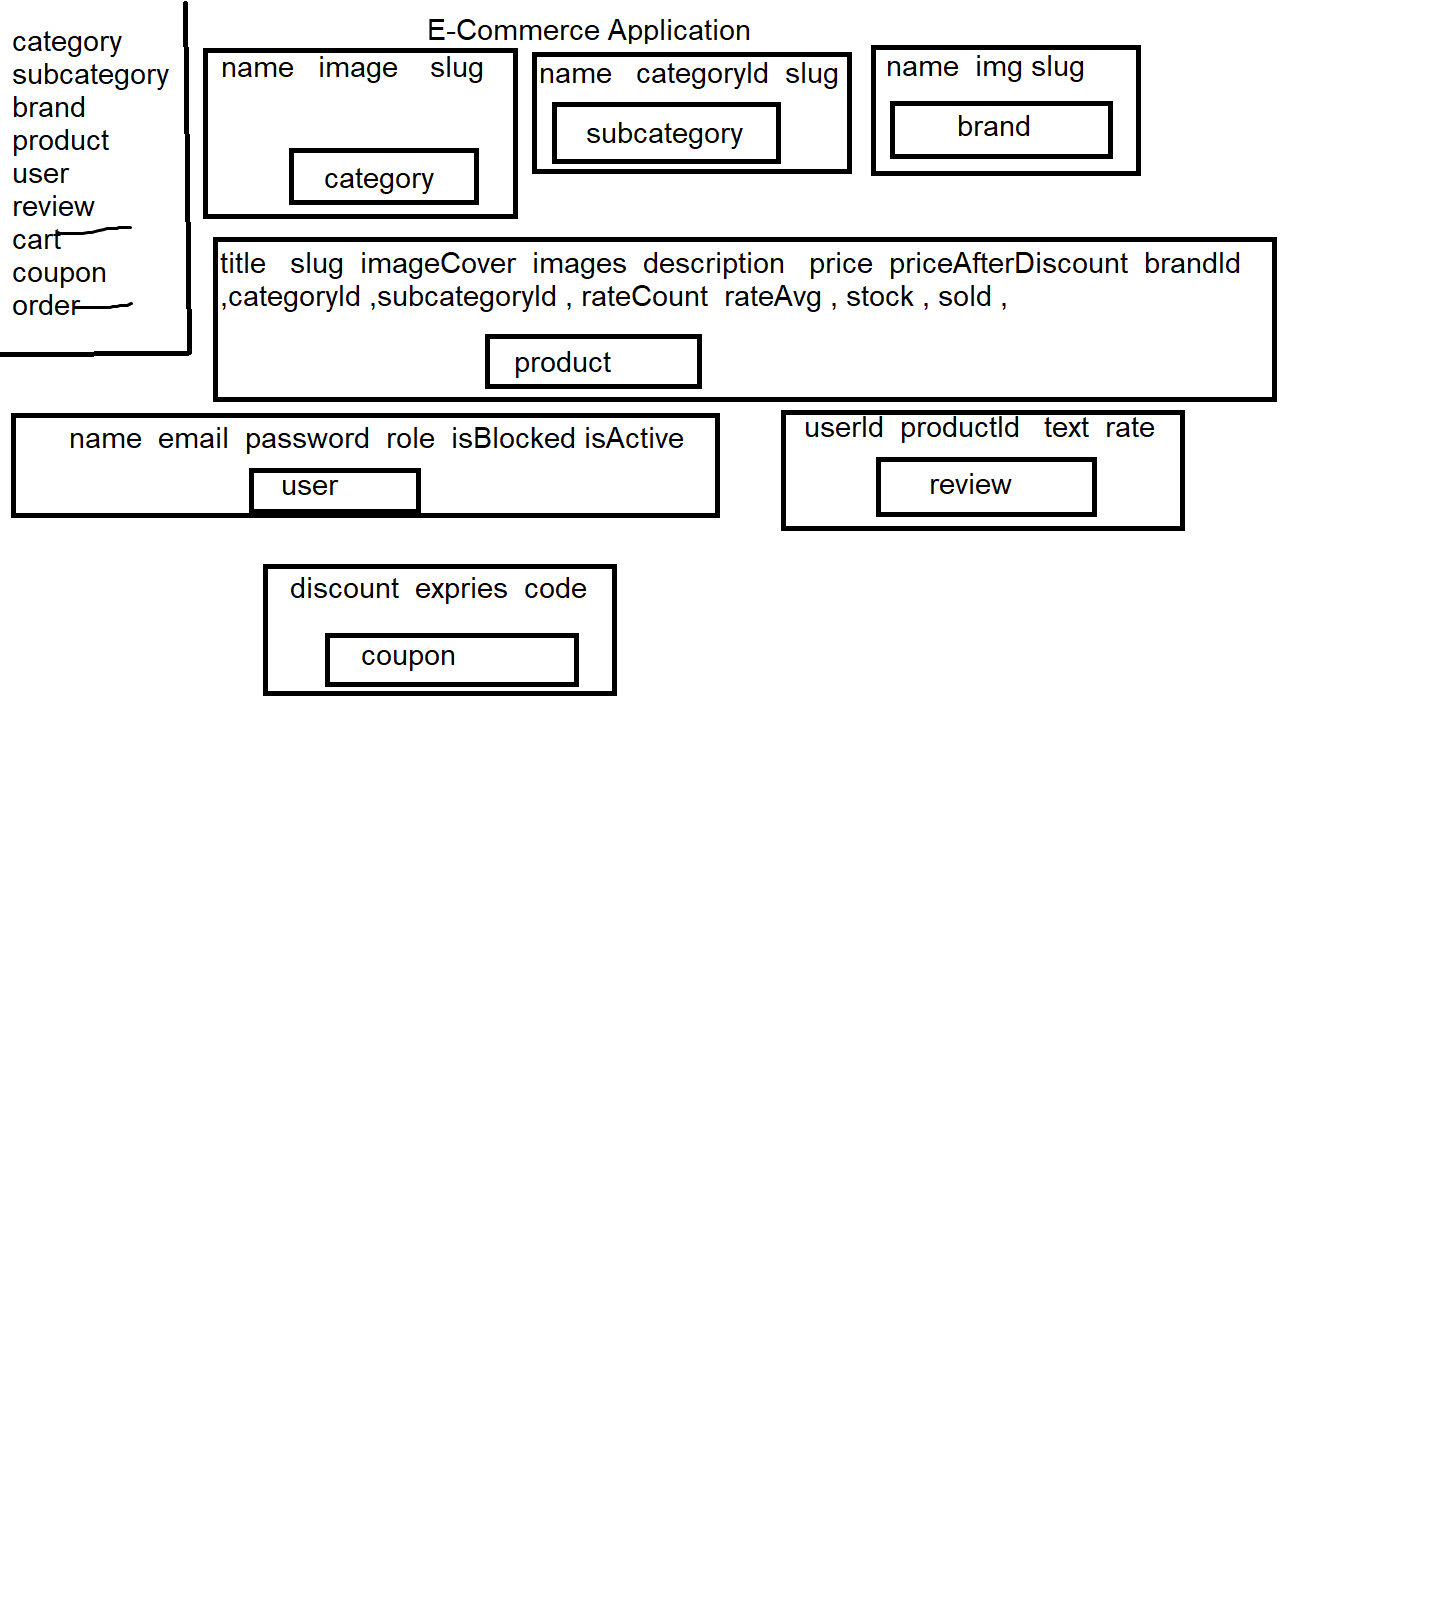 E-Commerce Application
category
subcategory
brand
product
user
review
cart
coupon
order
name image slug
category
name categoryId slug
subcategory
name img slug
brand
title slug imageCover images description price priceAfterDiscount brandId
,categoryId ,subcategoryId , rateCount rateAvg , stock , sold ,
product
name email password role isBlocked isActive
user
userId productId text rate
review
discount expries code
coupon